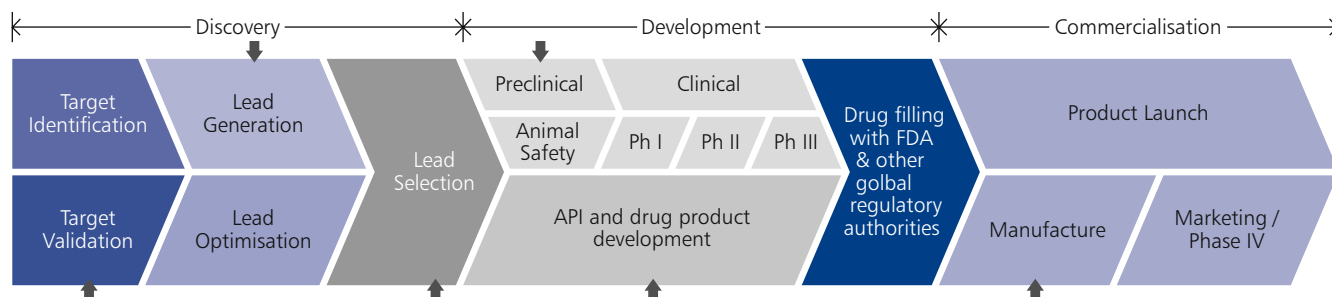 Discovery
Development
Commercialisation
Target
Identification
Lead
Generation
Target
Validation
Lead
Optimisation
Lead
Selection
Preclinical
Clinical
Animal
Safety
Ph I
Ph II
Ph III
API and drug product
development
Drug filling
with FDA
& other
golbal
regulatory
authorities
Product Launch
Manufacture
Marketing /
Phase IV